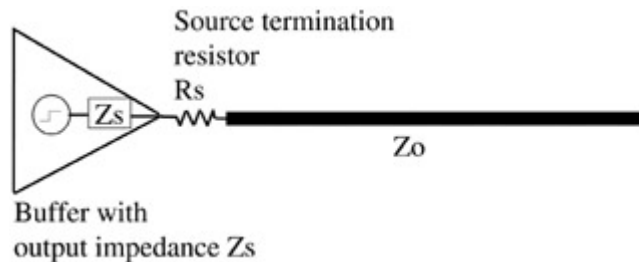 Source termination
resistor
Rs
Zs
Zo
Buffer with
output impedance Zs